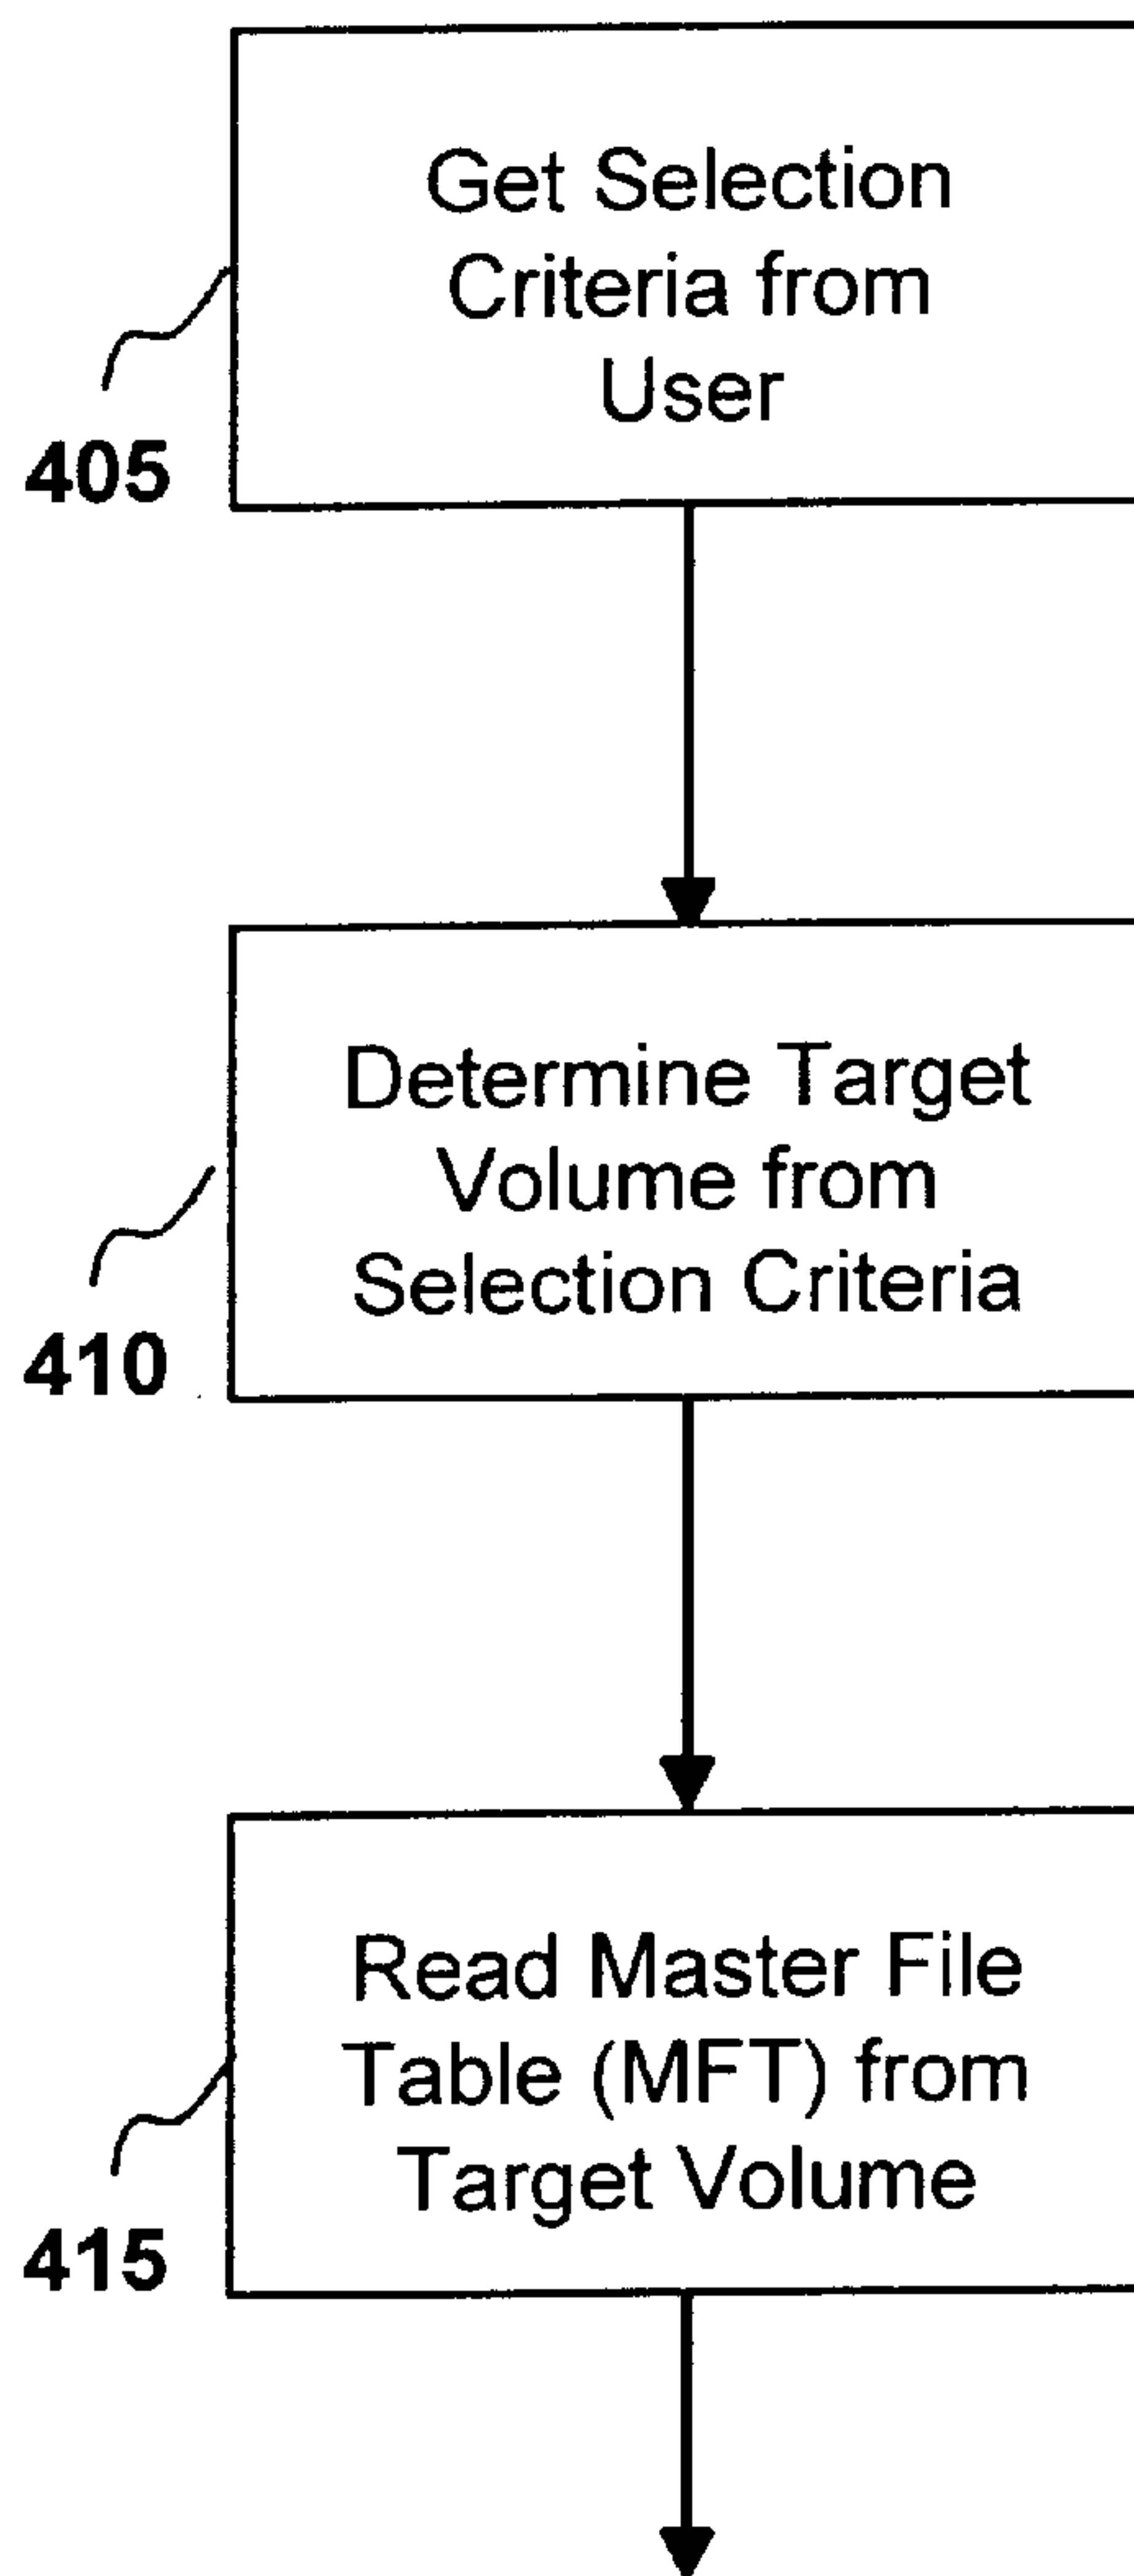 Get Selection
Criteria from
User
405
Determine Target
Volume from
Selection Criteria
410
Read Master File
Table (MFT) from
Target Volume
415